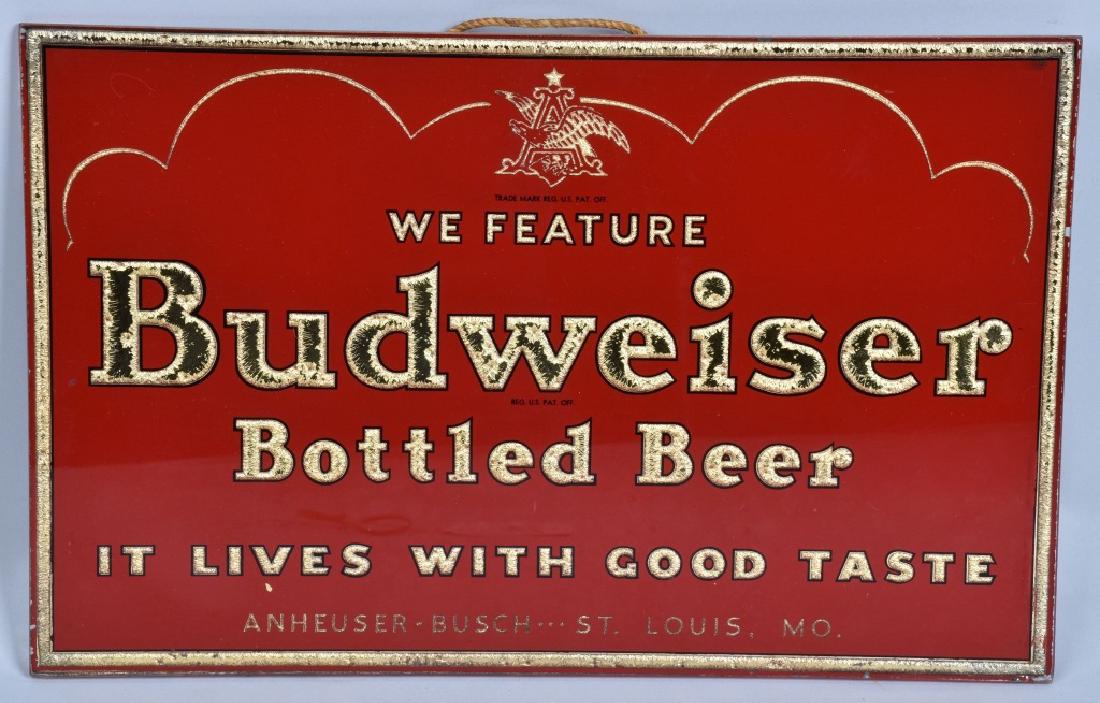 A
TRADE MARK REG. U.S. PAT. OFF.
WE FEATURE
Budweiser
REG. U.S. PAT. OFF.
Bottled Beer
IT LIVES WITH GOOD TASTE
ANHEUSER-BUSCH··· ST. LOUIS, MO.